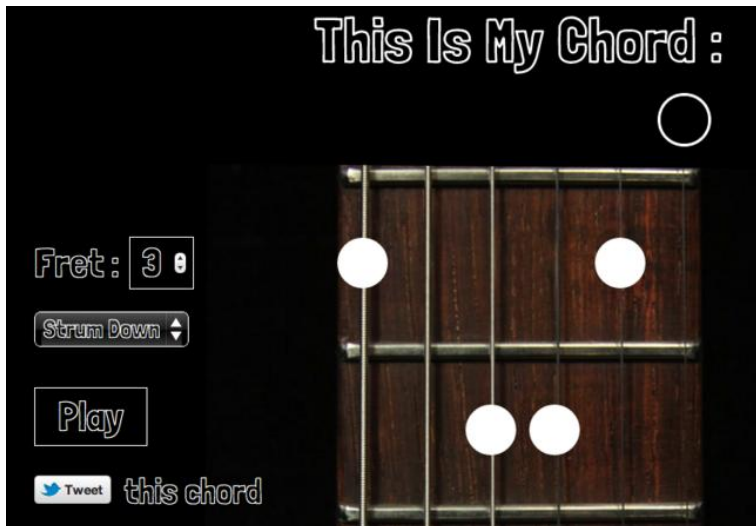 This Is My Chord :
Fret : 3
Strum Down
Play
Tweet this chord